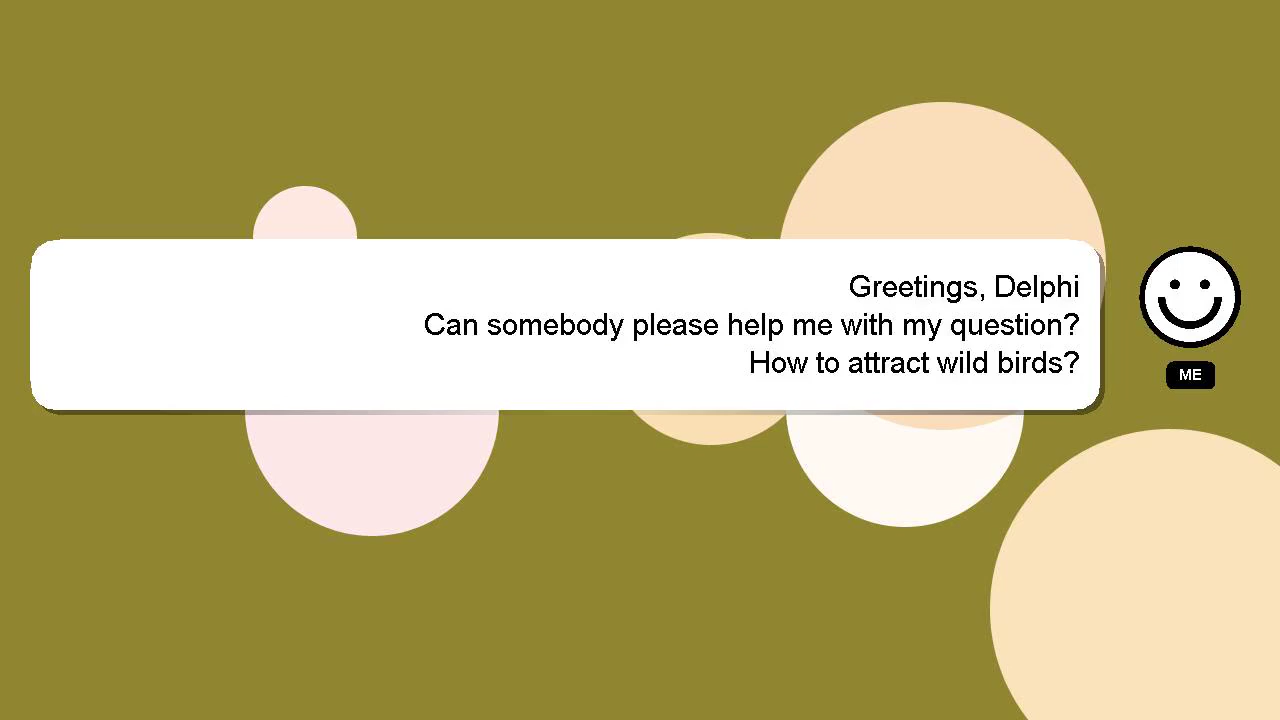 Greetings, Delphi
Can somebody please help me with my question?
How to attract wild birds?
ME